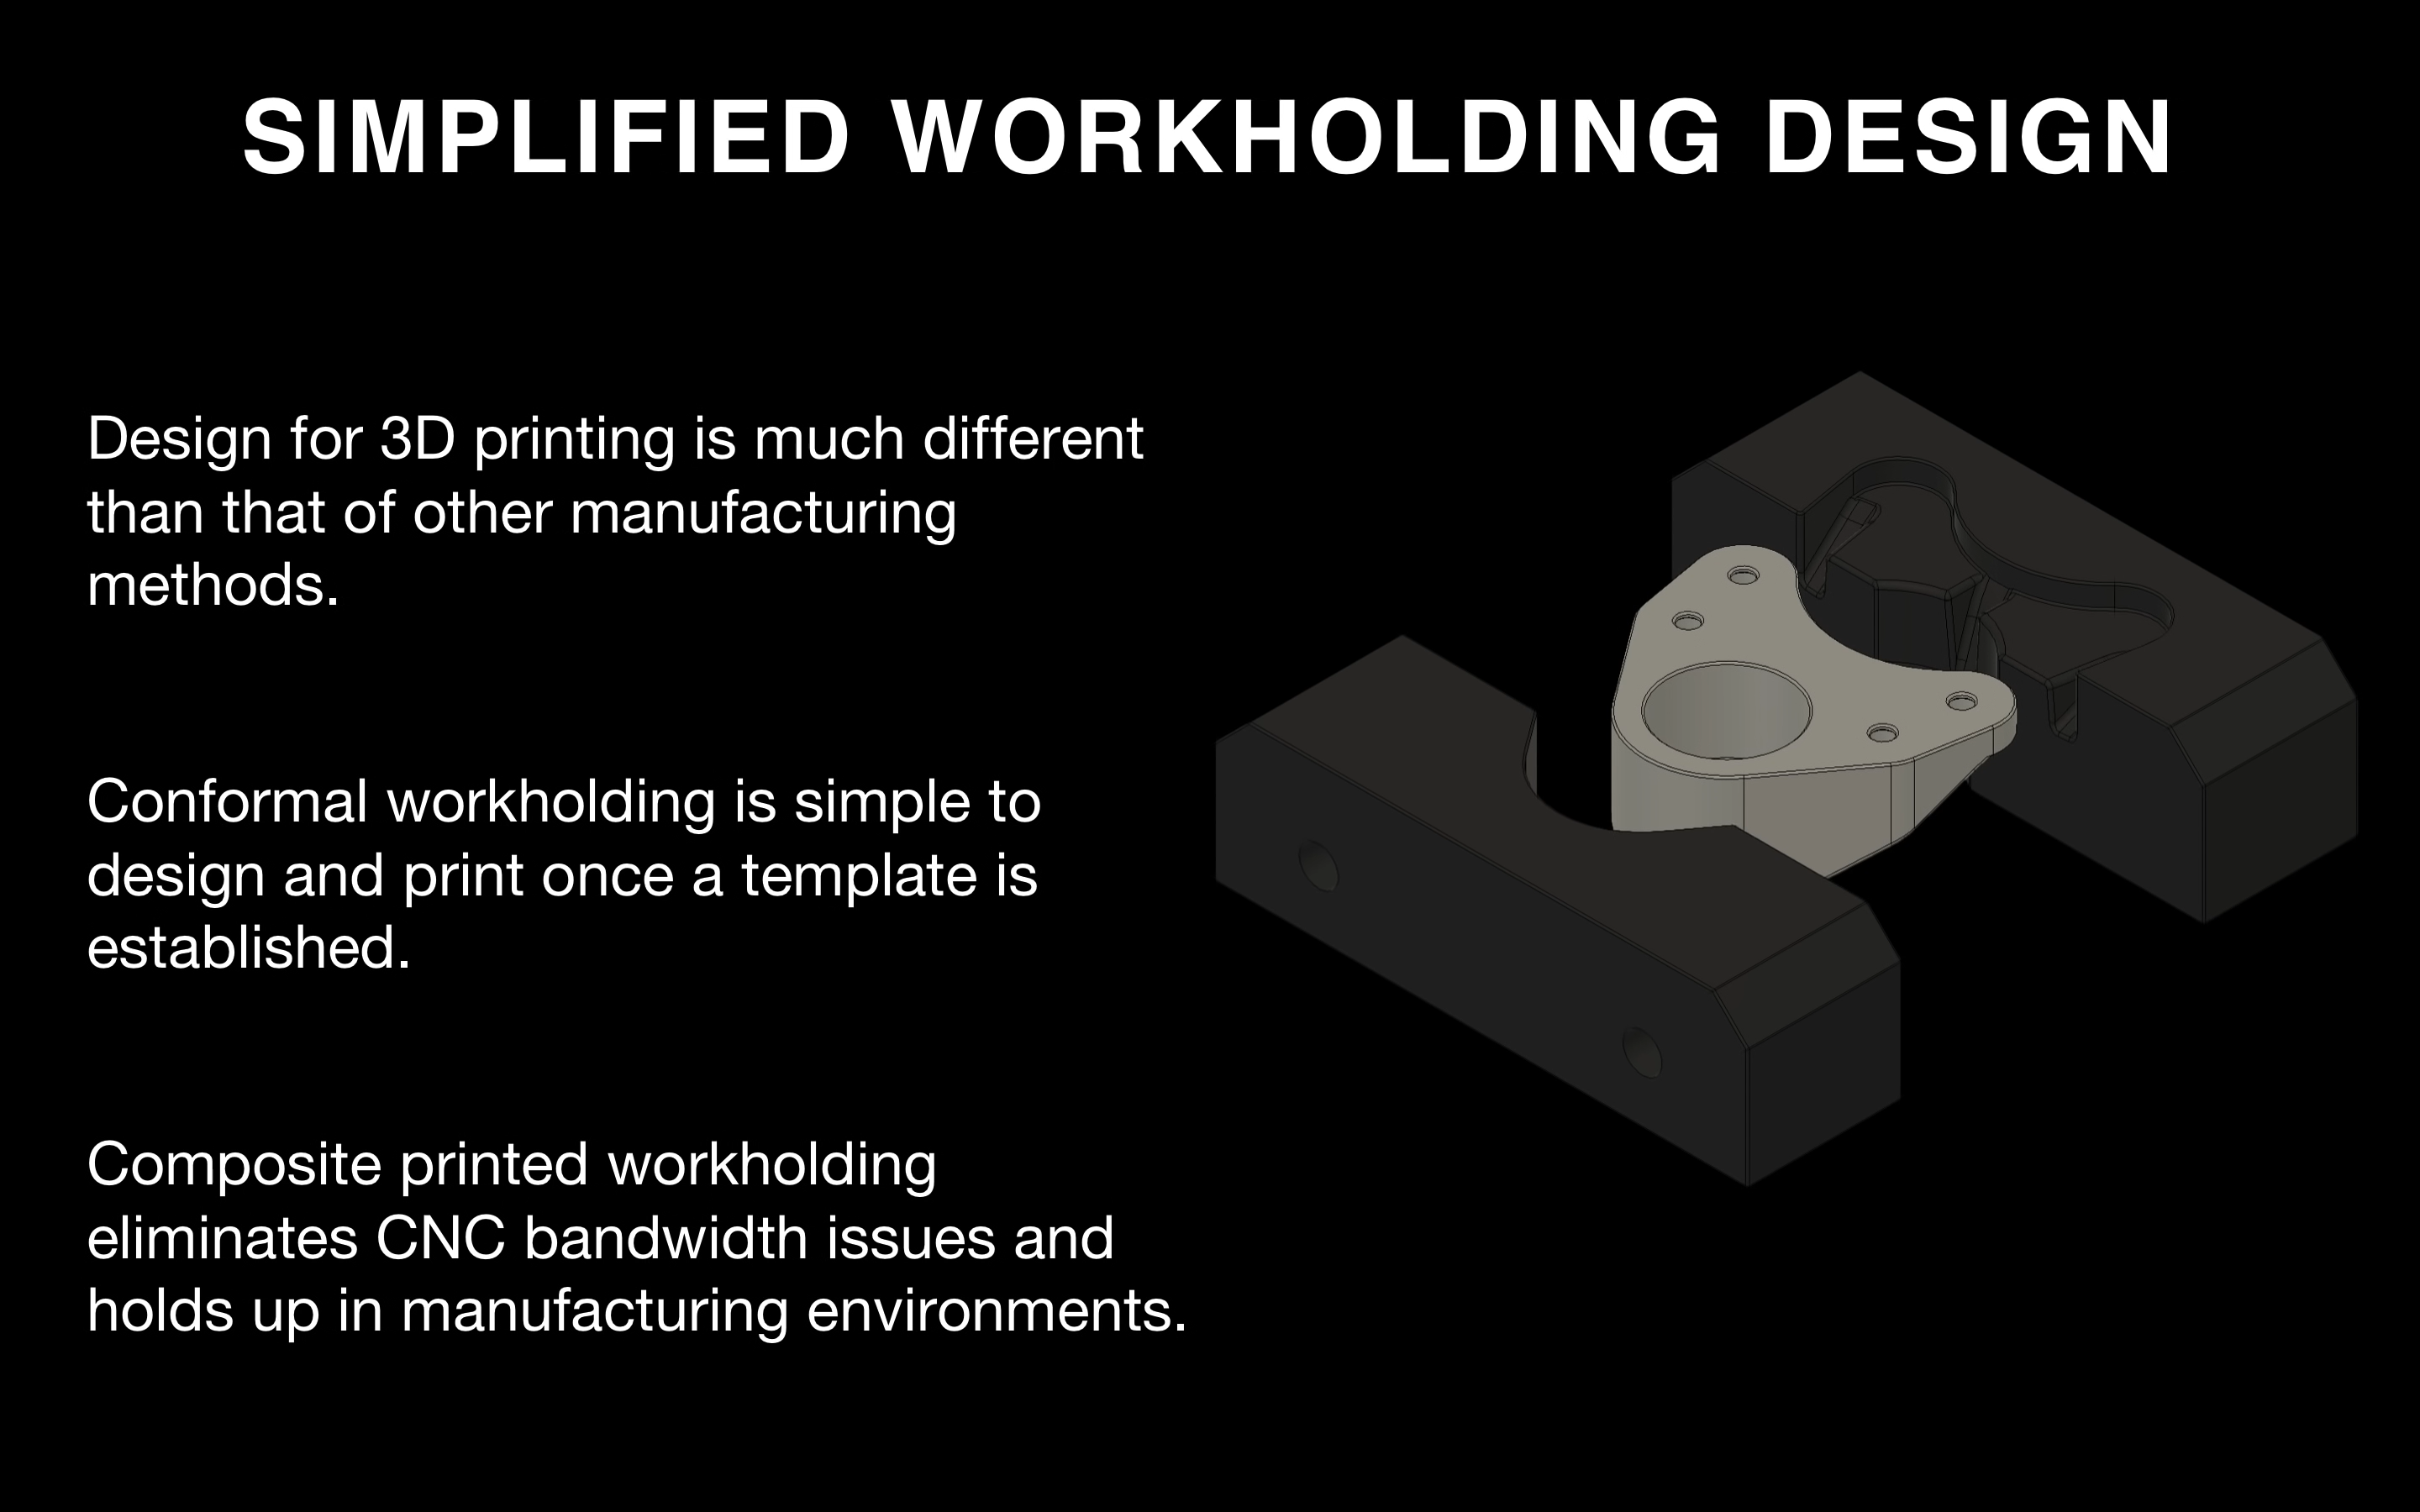 SIMPLIFIED WORKHOLDING DESIGN
Design for 3D printing is much different
than that of other manufacturing
methods.
Conformal workholding is simple to
design and print once a template is
established.
Composite printed workholding
eliminates CNC bandwidth issues and
holds up in manufacturing environments.